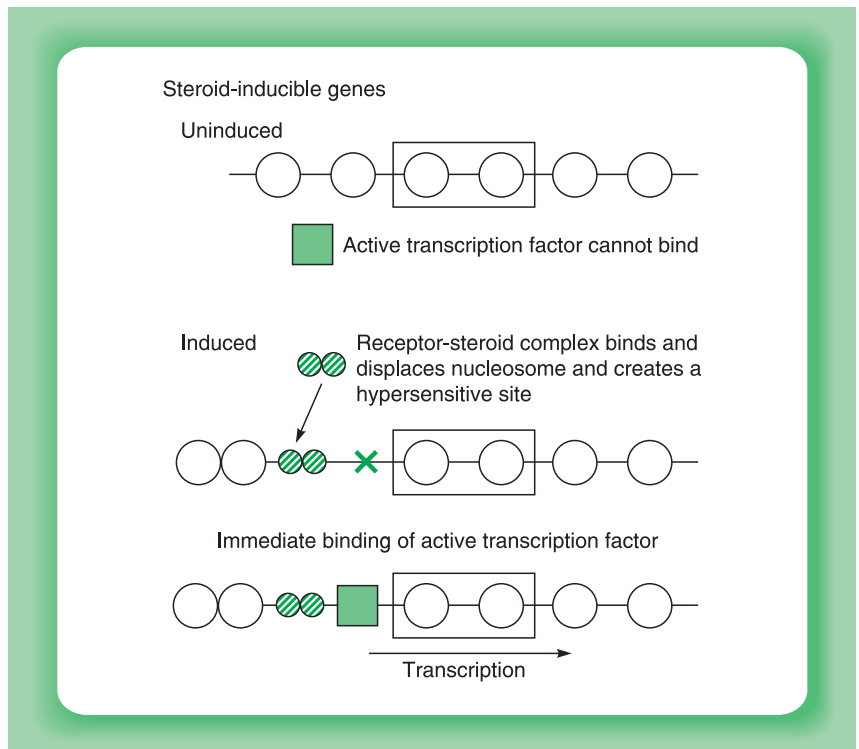 Steroid-inducible genes
Uninduced
Active transcription factor cannot bind
Induced
Receptor-steroid complex binds and
displaces nucleosome and creates a
hypersensitive site
Immediate binding of active transcription factor
Transcription